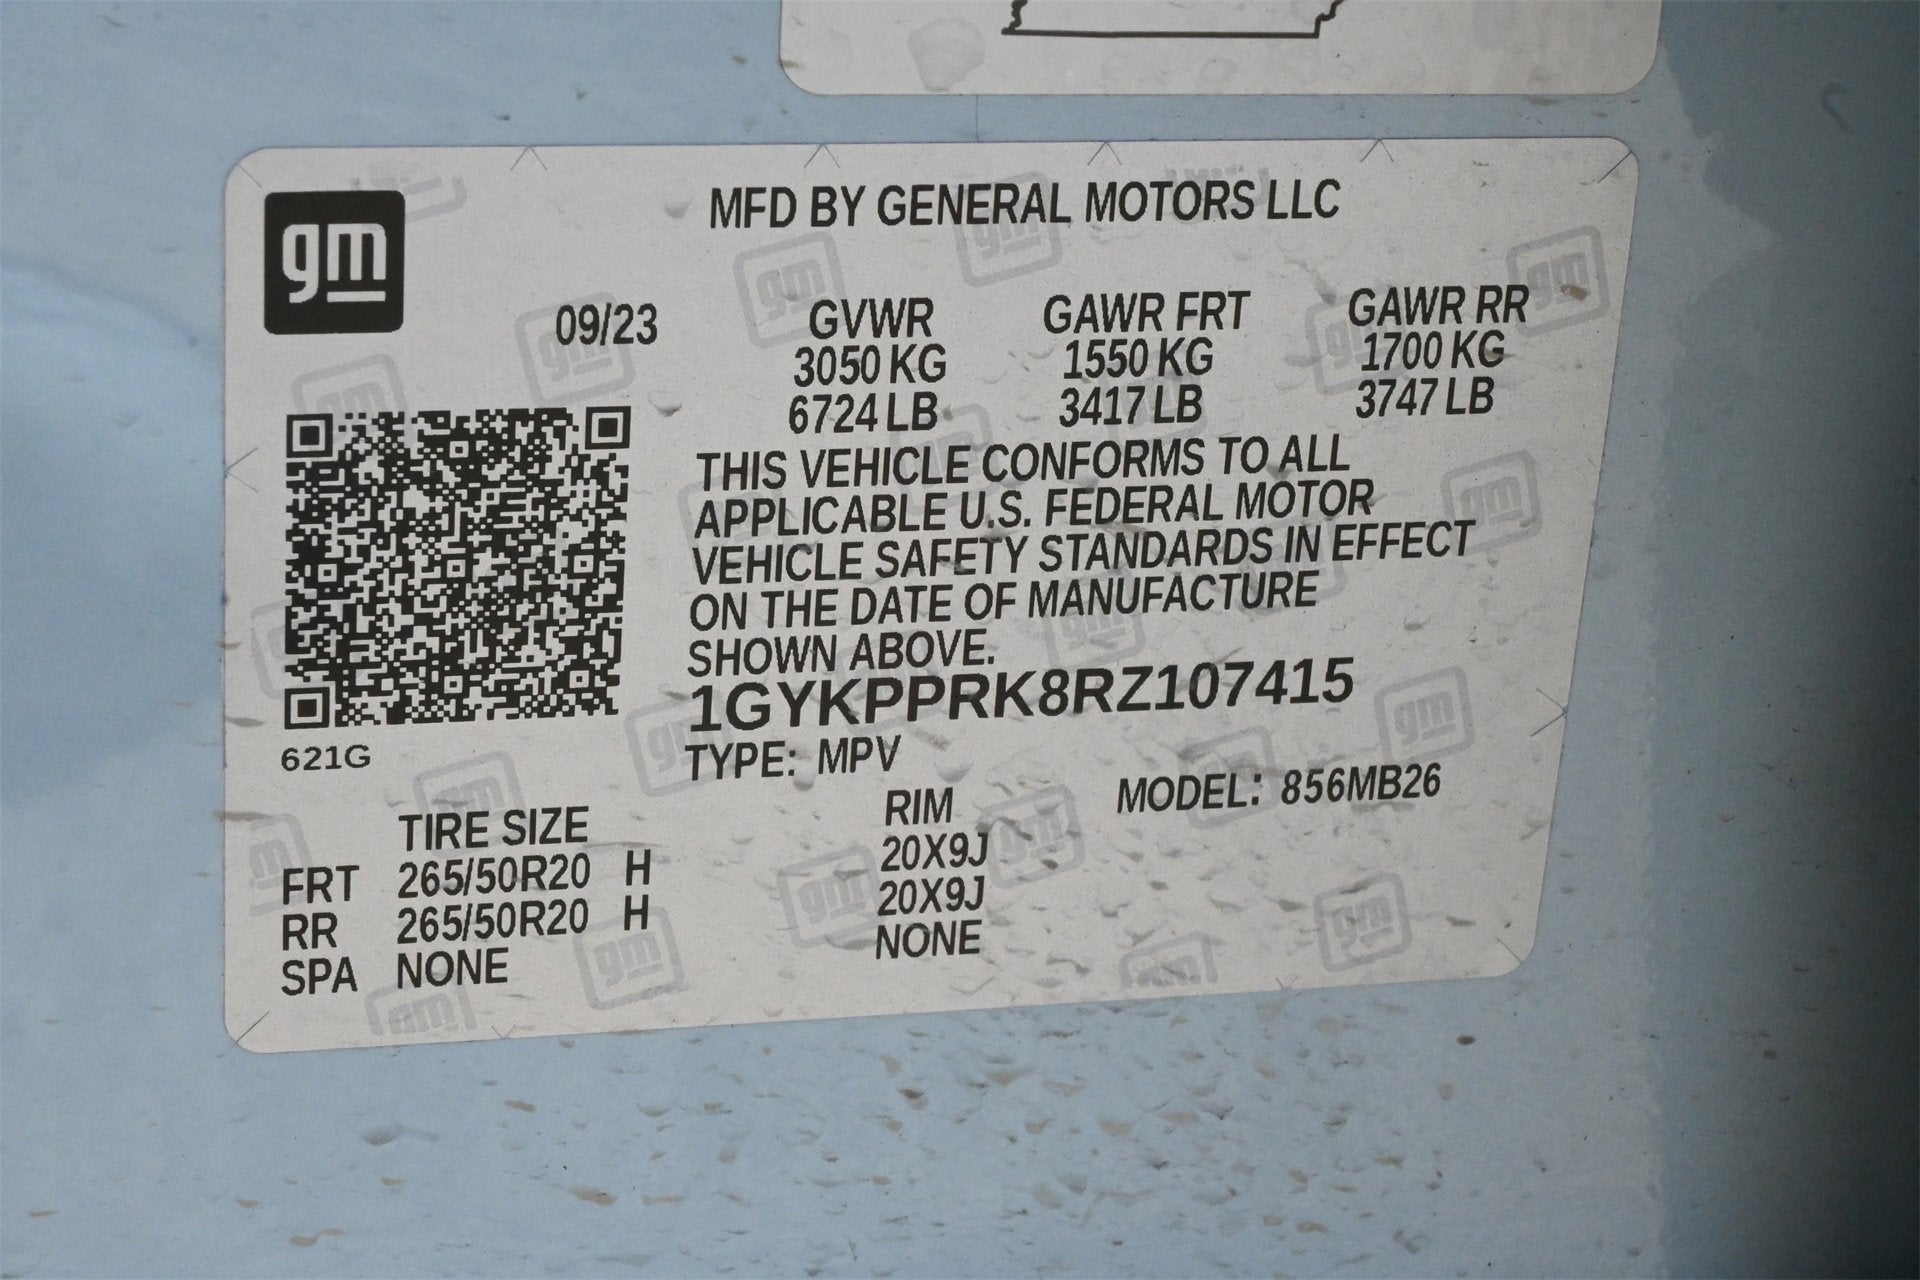 gm
MFD BY GENERAL MOTORS LLC
09/23 GVWR GAWR FRT GAWR RR
3050 KG 1550 KG 1700 KG
6724 LB 3417 LB 3747 LB
THIS VEHICLE CONFORMS TO ALL
APPLICABLE U.S. FEDERAL MOTOR
VEHICLE SAFETY STANDARDS IN EFFECT
ON THE DATE OF MANUFACTURE
SHOWN ABOVE.
1GYKPPRK8RZ107415
621G
TYPE: MPV MODEL: 856MB26
TIRE SIZE RIM
FRT 265/50R20 H 20X9J
RR 265/50R20 H 20X9J
SPA NONE NONE